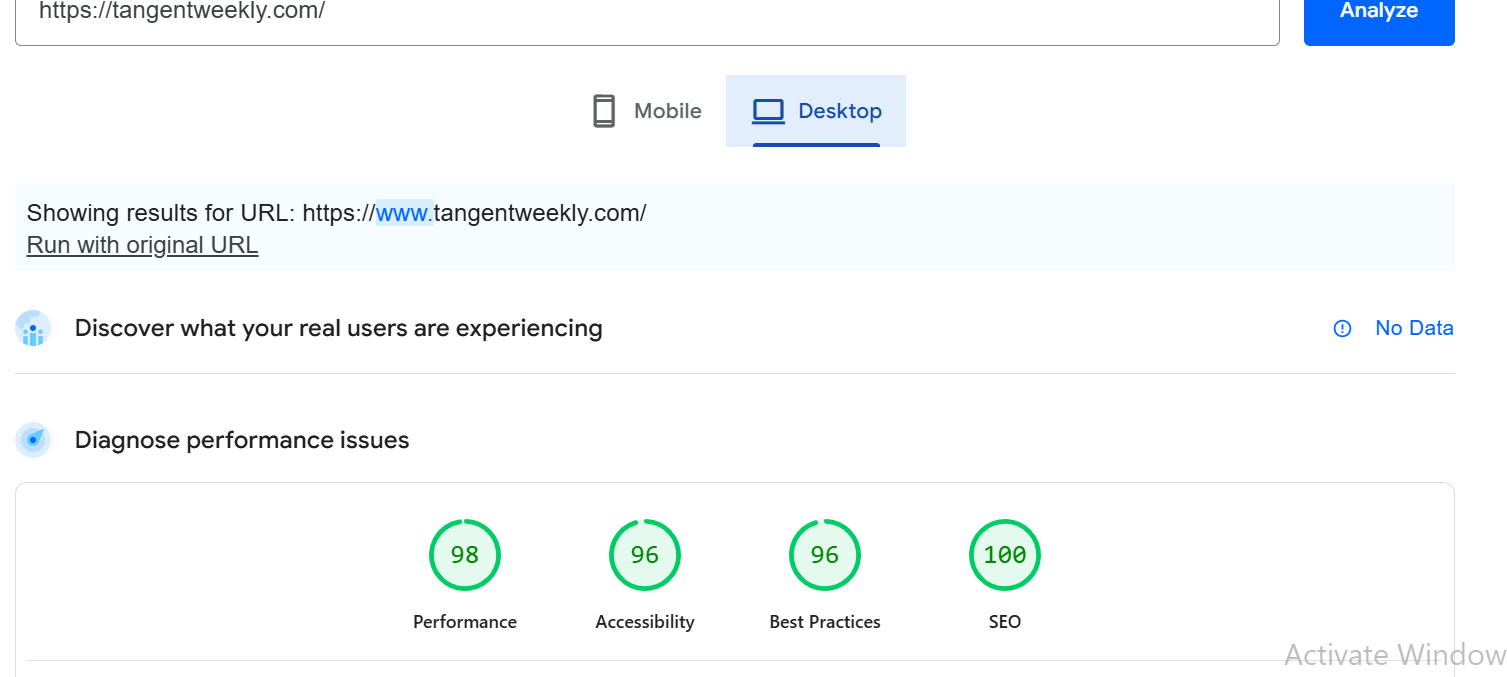 https://tangentweekly.com/
Analyze
Mobile
Desktop
Showing results for URL: https://www.tangentweekly.com/
Run with original URL
Discover what your real users are experiencing
No Data
Diagnose performance issues
98
96
96
100
Performance
Accessibility
Best Practices
SEO
Activate Window